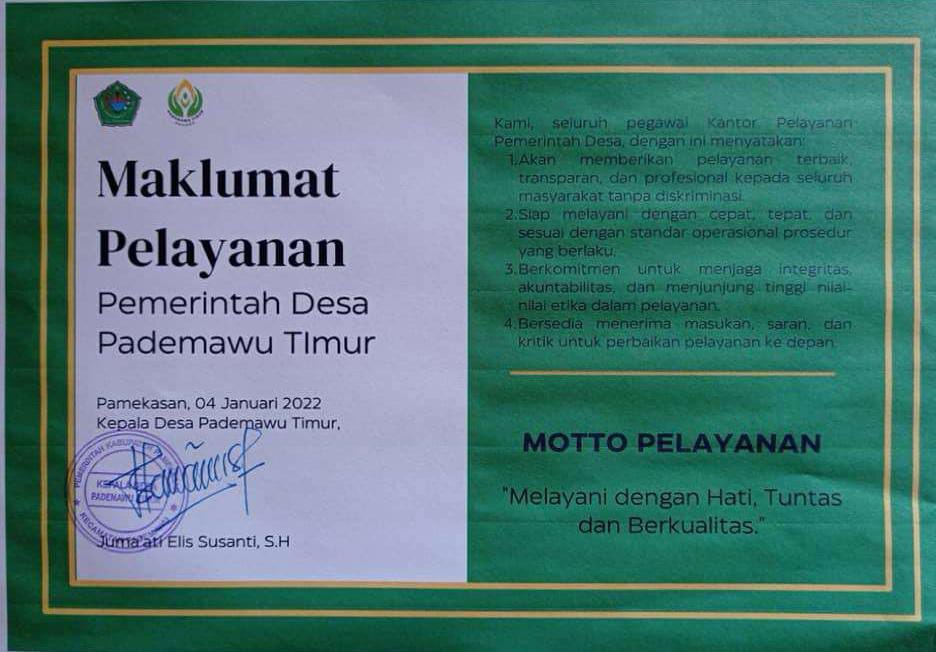 Maklumat
Pelayanan
Pemerintah Desa
Pademawu TImur
Pamekasan, 04 Januari 2022
Kepala Desa Pademawu Timur,
PEMERINTAH KABUPATEN
PADEMAWU
Juma'ati Elis Susanti, S.H
Kami, seluruh pegawai Kantor Pelayanan
Pemerintah Desa, dengan ini menyatakan:
1.Akan memberikan pelayanan terbaik,
transparan, dan profesional kepada seluruh
masyarakat tanpa diskriminasi.
2.Siap melayani dengan cepat, tepat, dan
sesuai dengan standar operasional prosedur
yang berlaku.
3.Berkomitmen untuk menjaga integritas,
akuntabilitas, dan menjunjung tinggi nilai-
nilai etika dalam pelayanan.
4.Bersedia menerima masukan, saran, dan
kritik untuk perbaikan pelayanan ke depan.
MOTTO PELAYANAN
"Melayani dengan Hati, Tuntas
dan Berkualitas."